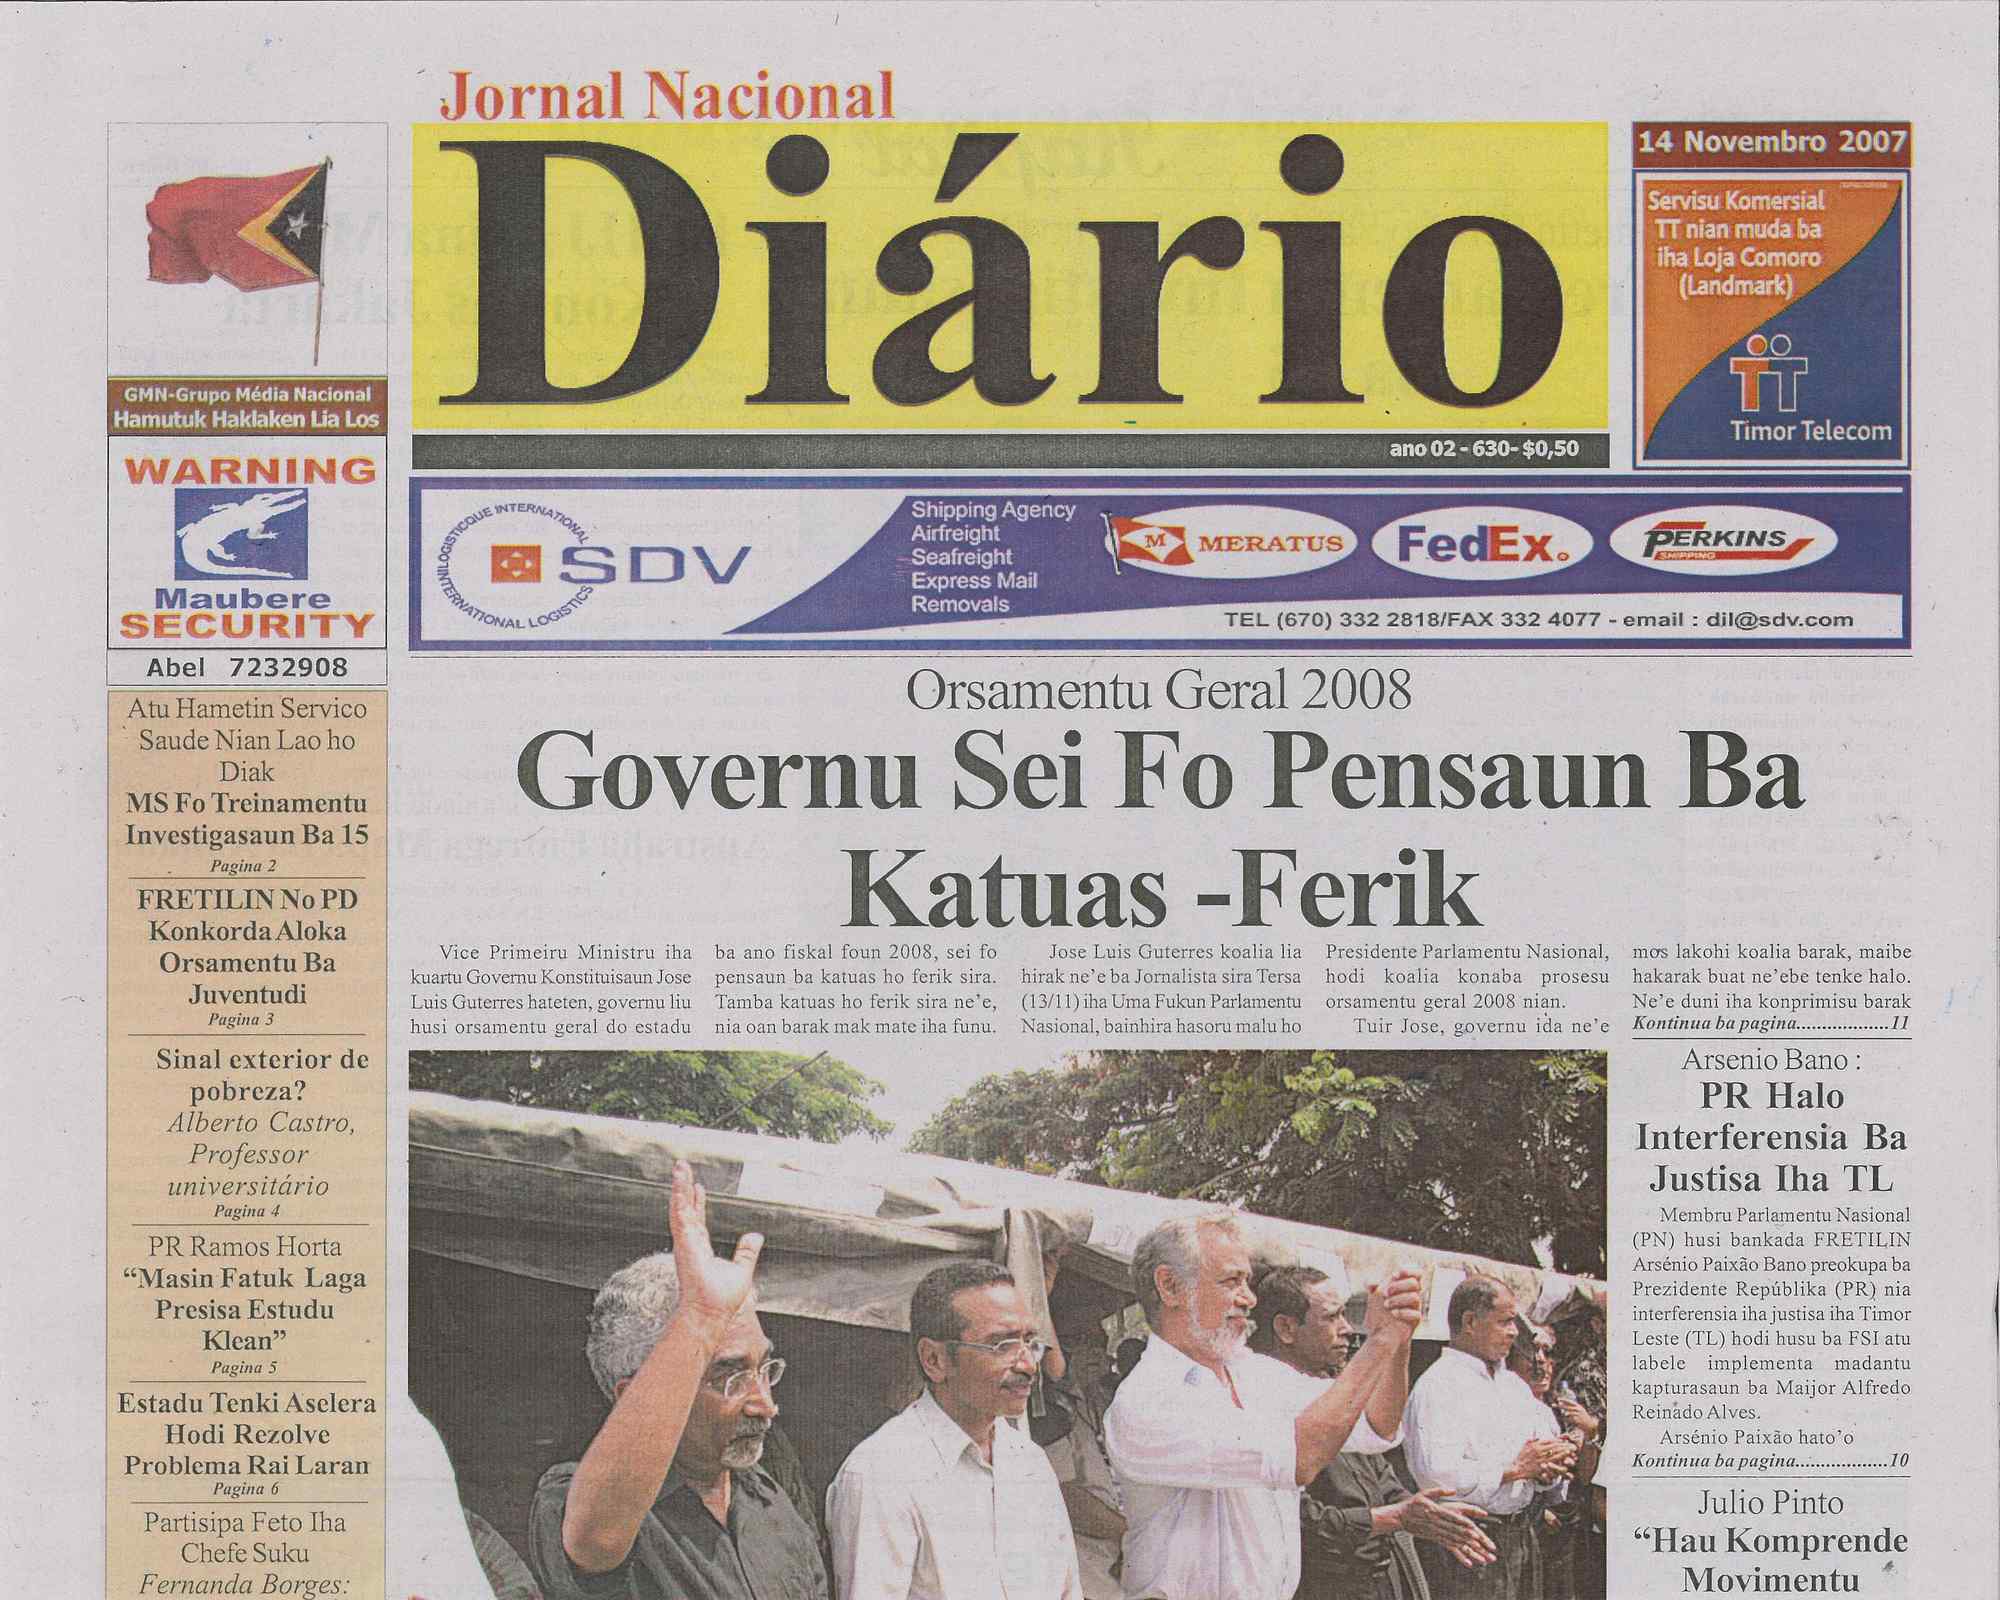 Jornal Nacional
Diário
14 Novembro 2007
Servisu Komersial
TT nian muda ba
iha Loja Comoro
(Landmark)
TT
Timor Telecom
GMN-Grupo Média Nacional
Hamutuk Haklaken Lia Los
WARNING
Maubere
SECURITY
Abel 7232908
ano 02 - 630- $0,50
SDV
INTERNATIONAL LOGISTICS
Shipping Agency
Airfreight
Seafreight
Express Mail
Removals
M MERATUS
FedEx.
PERKINS
SHIPPING
TEL (670) 332 2818/FAX 332 4077 - email : dil@sdv.com
Atu Hametin Servico
Saude Nian Lao ho
Diak
MS Fo Treinamentu
Investigasaun Ba 15
Pagina 2
FRETILIN No PD
Konkorda Aloka
Orsamentu Ba
Juventudi
Pagina 3
Sinal exterior de
pobreza?
Alberto Castro,
Professor
universitário
Pagina 4
PR Ramos Horta
“Masin Fatuk Laga
Presisa Estudu
Klean”
Pagina 5
Estadu Tenki Aselera
Hodi Rezolve
Problema Rai Laran
Pagina 6
Partisipa Feto Iha
Chefe Suku
Fernanda Borges:
Orsamentu Geral 2008
Governu Sei Fo Pensaun Ba
Katuas -Ferik
Vice Primeiru Ministru iha
kuartu Governu Konstituisaun Jose
Luis Guterres hateten, governu liu
husi orsamentu geral do estadu
ba ano fiskal foun 2008, sei fo
pensaun ba katuas ho ferik sira.
Tamba katuas ho ferik sira ne’e,
nia oan barak mak mate iha funu.
Jose Luis Guterres koalia lia
hirak ne’e ba Jornalista sira Tersa
(13/11) iha Uma Fukun Parlamentu
Nasional, bainhira hasoru malu ho
Presidente Parlamentu Nasional,
hodi koalia konaba prosesu
orsamentu geral 2008 nian.
Tuir Jose, governu ida ne’e
mos lakohi koalia barak, maibe
hakarak buat ne’ebe tenke halo.
Ne’e duni iha konprimisu barak
Kontinua ba pagina..................11
Arsenio Bano :
PR Halo
Interferensia Ba
Justisa Iha TL
Membru Parlamentu Nasional
(PN) husi bankada FRETILIN
Arsénio Paixão Bano preokupa ba
Prezidente Repúblika (PR) nia
interferensia iha justisa iha Timor
Leste (TL) hodi husu ba FSI atu
labele implementa madantu
kapturasaun ba Maijor Alfredo
Reinado Alves.
Arsénio Paixão hato’o
Kontinua ba pagina..................10
Julio Pinto
“Hau Komprende
Movimentu